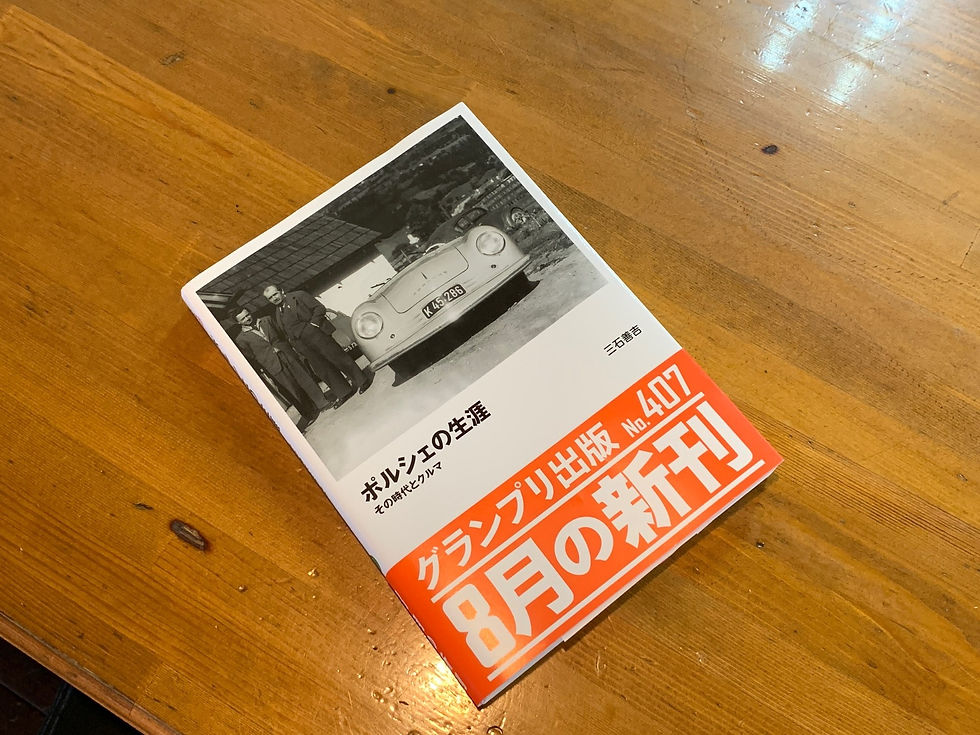 K 45·286
三石善吉
ポルシェの生涯
その時代とクルマ
グランプリ出版 No.407
8月の新刊